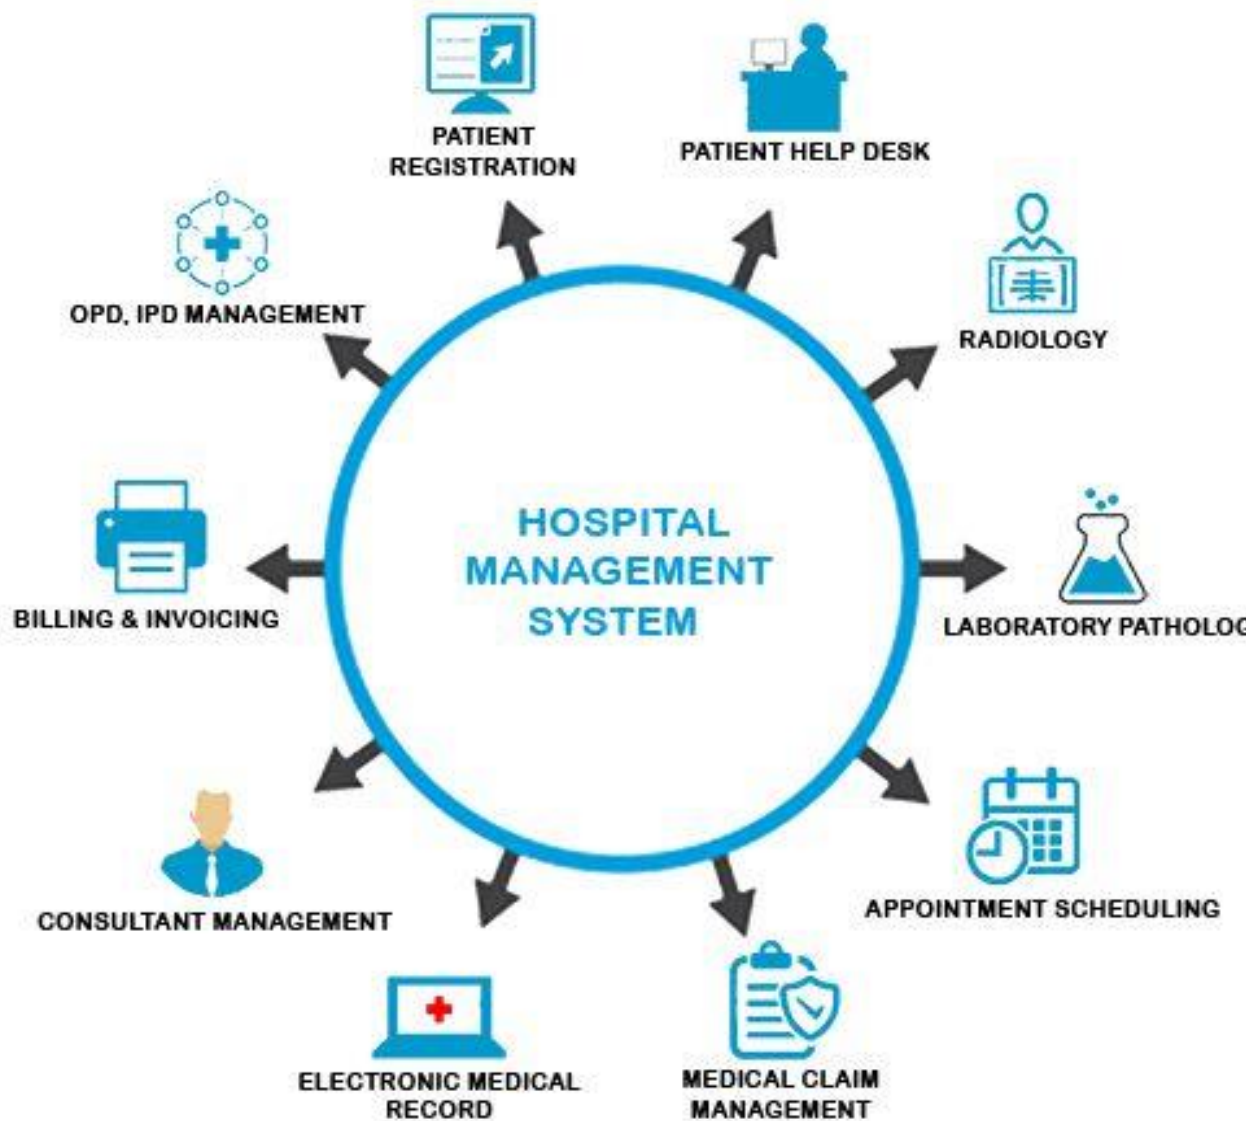 PATIENT
REGISTRATION
PATIENT HELP DESK
OPD, IPD MANAGEMENT
RADIOLOGY
HOSPITAL
MANAGEMENT
SYSTEM
BILLING & INVOICING
LABORATORY PATHOLOG
CONSULTANT MANAGEMENT
APPOINTMENT SCHEDULING
ELECTRONIC MEDICAL
RECORD
MEDICAL CLAIM
MANAGEMENT